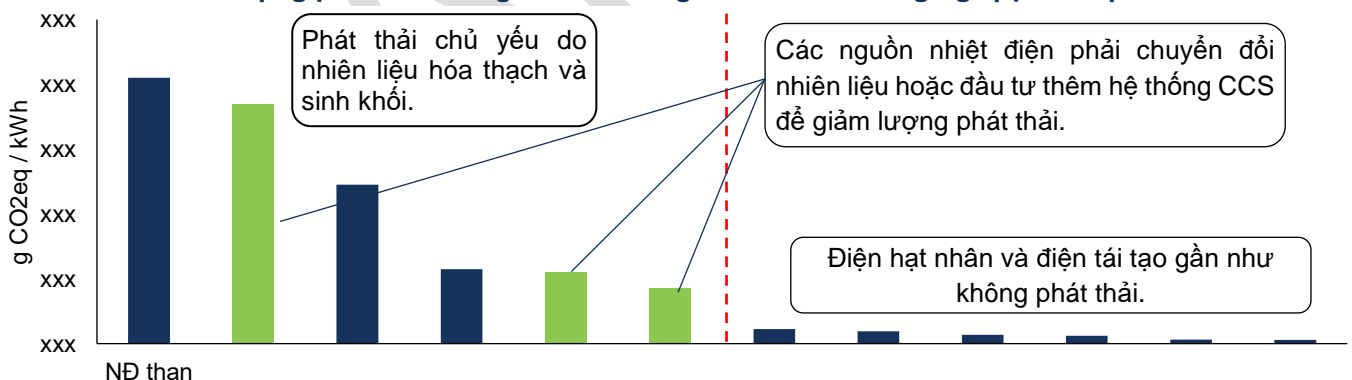 xxx
Phát thải chủ yếu do
nhiên liệu hóa thạch và
sinh khối.
Các nguồn nhiệt điện phải chuyển đổi
nhiên liệu hoặc đầu tư thêm hệ thống CCS
để giảm lượng phát thải.
xxx
xxx
xxx
xxx
xxx
g CO2eq / kWh
Điện hạt nhân và điện tái tạo gần như
không phát thải.
NĐ than